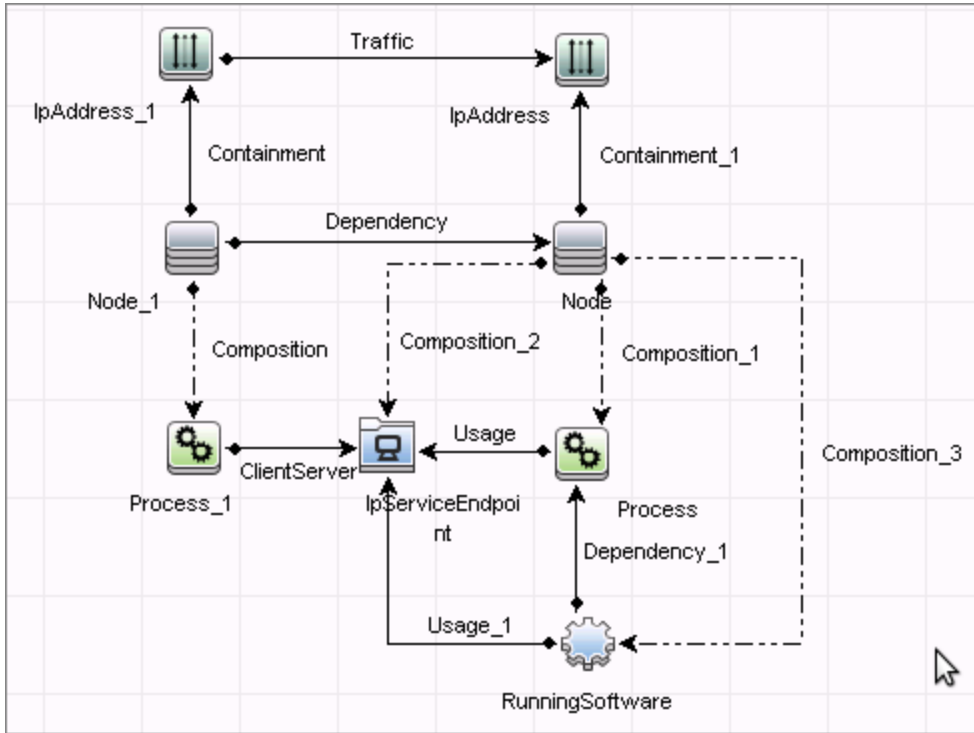 Traffic
IpAddress_1
IpAddress
Containment
Containment_1
Dependency
Node_1
Node
Composition
Composition_2
Composition_1
Usage
ClientServer
Composition_3
Process_1
IpServiceEndpoi
nt
Process
Dependency_1
Usage_1
RunningSoftware